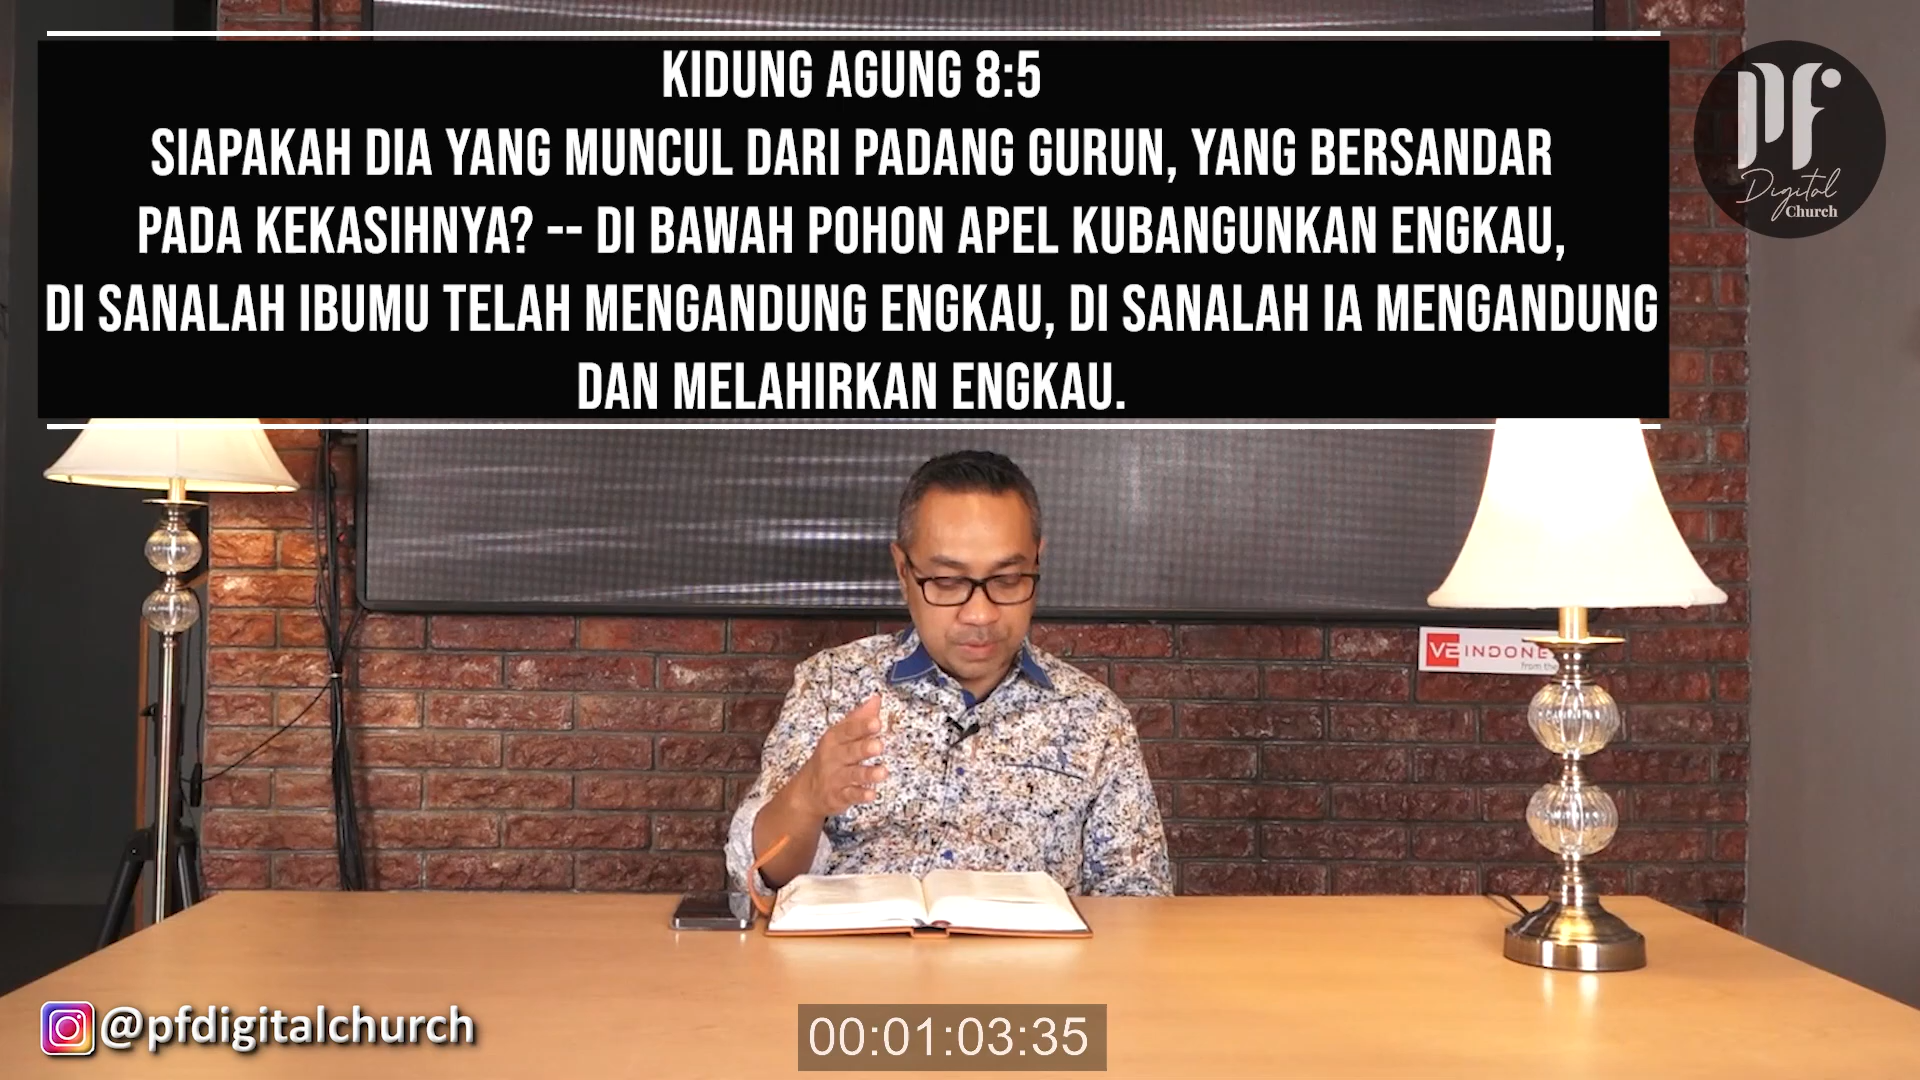 KIDUNG AGUNG 8:5
SIAPAKAH DIA YANG MUNCUL DARI PADANG GURUN, YANG BERSANDAR
PADA KEKASIHNYA? -- DI BAWAH POHON APEL KUBANGUNKAN ENGKAU,
DI SANALAH IBUMU TELAH MENGANDUNG ENGKAU, DI SANALAH IA MENGANDUNG
DAN MELAHIRKAN ENGKAU.
PF
Digital
Church
VE INDONE
from the
@pfdigitalchurch
00:01:03:35